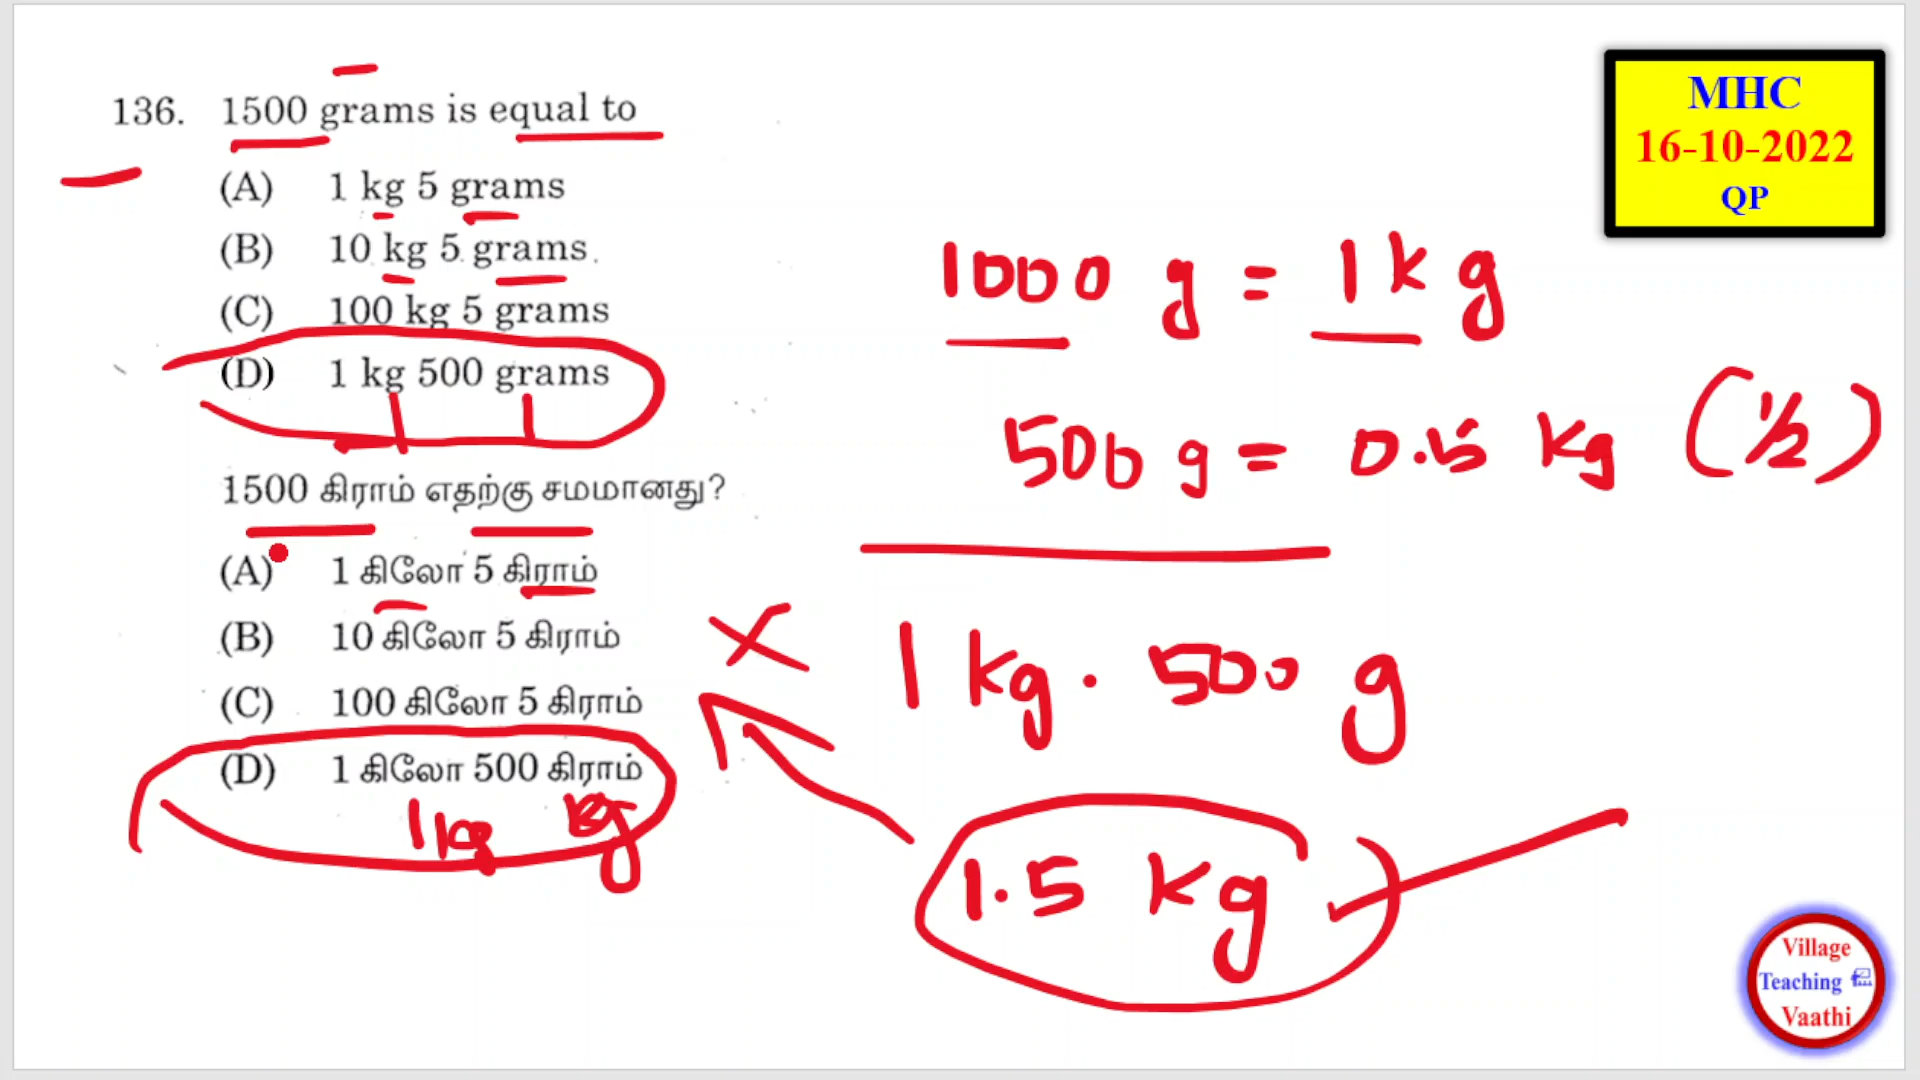 136. 1500 grams is equal to
(A) 1 kg 5 grams
(B) 10 kg 5 grams
(C) 100 kg 5 grams
(D) 1 kg 500 grams
1500 கிராம் எதற்கு சமமானது?
(A) 1 கிலோ 5 கிராம்
(B) 10 கிலோ 5 கிராம்
(C) 100 கிலோ 5 கிராம்
(D) 1 கிலோ 500 கிராம்
1kg kg
MHC
16-10-2022
QP
1000 g = 1 kg
500 g = 0.5 kg (1/2)
1 kg . 500 g
1.5 kg
Village
Teaching
Vaathi